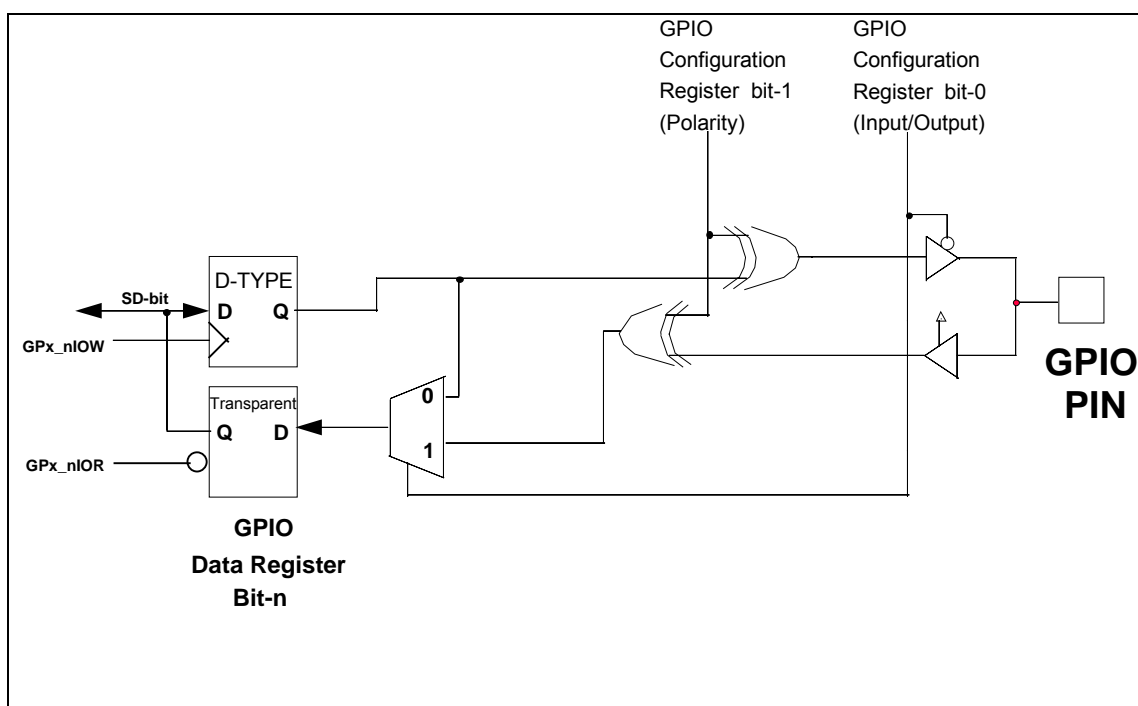 GPIO
Configuration
Register bit-1
(Polarity)
GPIO
Configuration
Register bit-0
(Input/Output)
D-TYPE
SD-bit
D Q
GPx_nIOW
Transparent
Q D
GPx_nIOR
0
1
GPIO
PIN
GPIO
Data Register
Bit-n